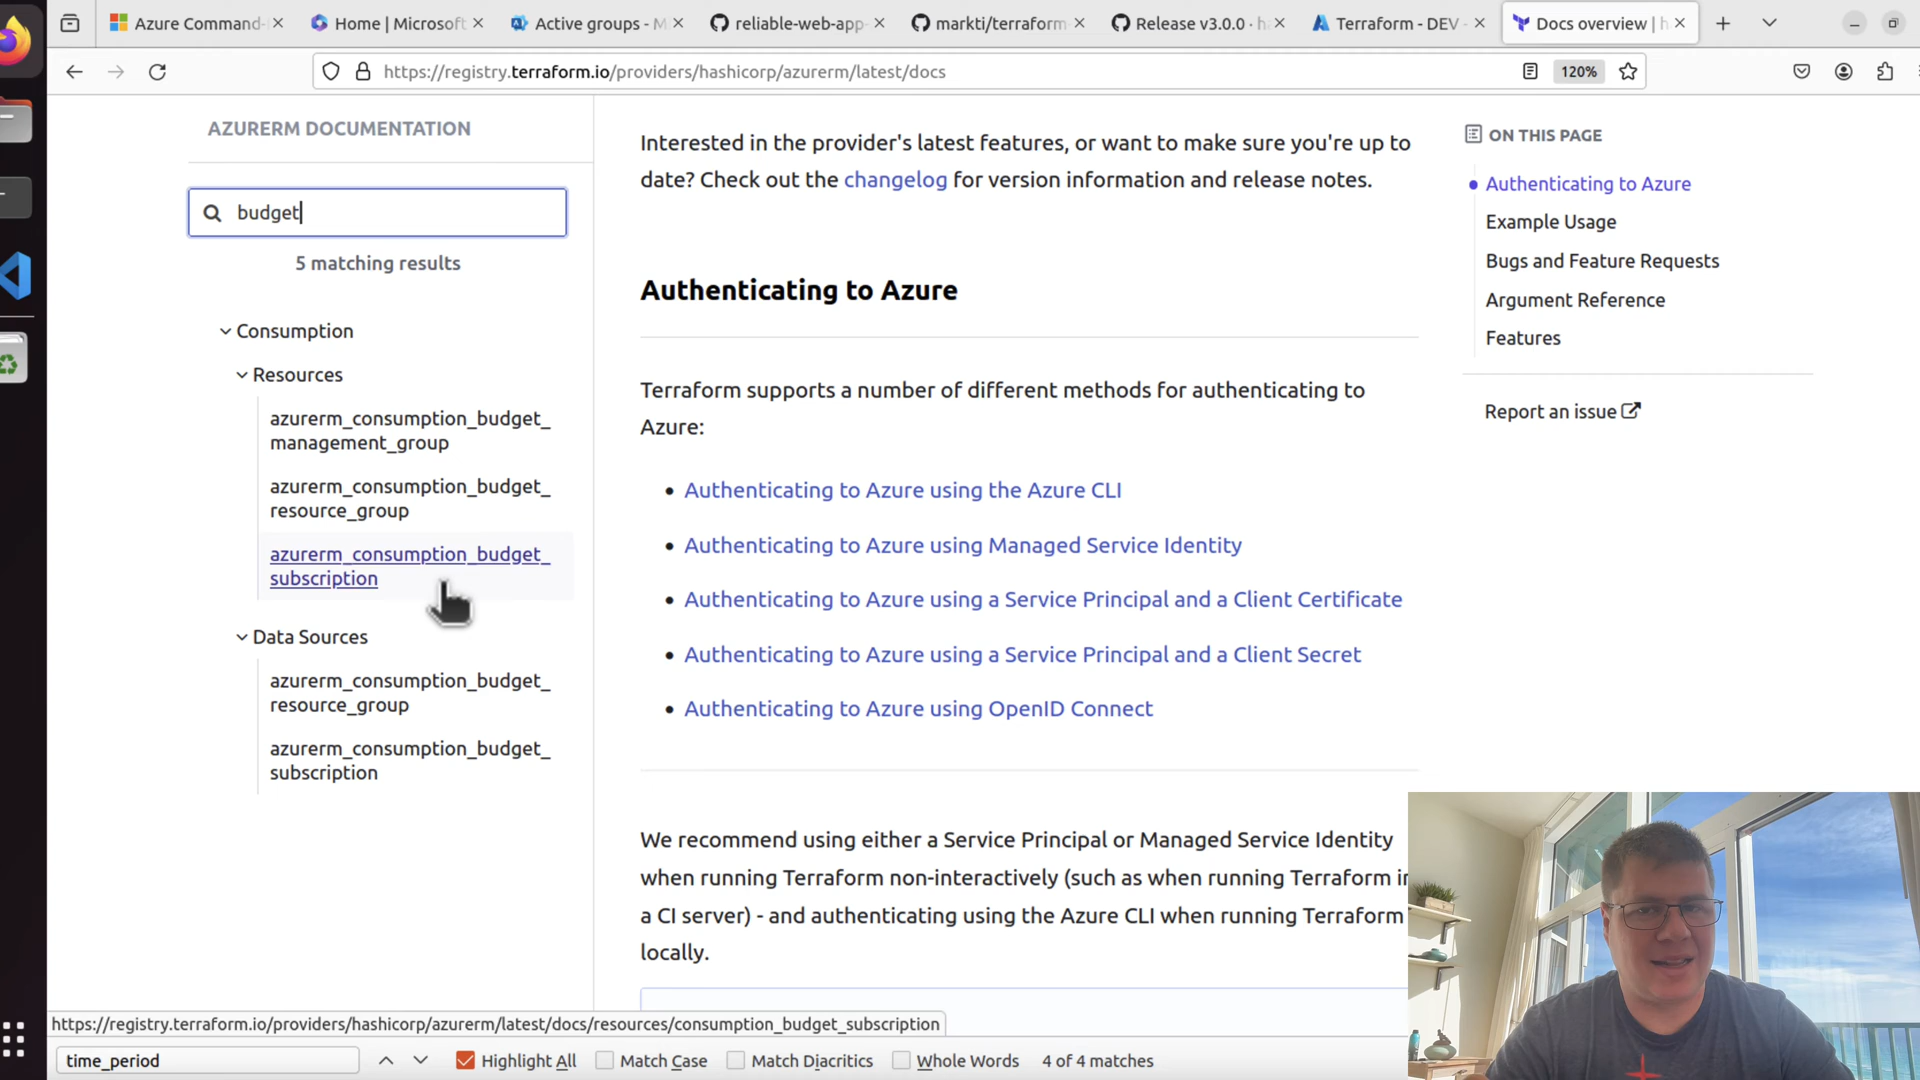 Azure Command-
Home | Microsoft
Active groups - M
reliable-web-app-
markti/terraform
Release v3.0.0 · ha
Terraform - DEV -
Docs overview | h
https://registry.terraform.io/providers/hashicorp/azurerm/latest/docs
120%
AZURERM DOCUMENTATION
budget
5 matching results
Consumption
Resources
azurerm_consumption_budget_
management_group
azurerm_consumption_budget_
resource_group
azurerm_consumption_budget_
subscription
Data Sources
azurerm_consumption_budget_
resource_group
azurerm_consumption_budget_
subscription
Interested in the provider's latest features, or want to make sure you're up to
date? Check out the changelog for version information and release notes.
Authenticating to Azure
Terraform supports a number of different methods for authenticating to
Azure:
• Authenticating to Azure using the Azure CLI
• Authenticating to Azure using Managed Service Identity
• Authenticating to Azure using a Service Principal and a Client Certificate
• Authenticating to Azure using a Service Principal and a Client Secret
• Authenticating to Azure using OpenID Connect
We recommend using either a Service Principal or Managed Service Identity
when running Terraform non-interactively (such as when running Terraform in
a CI server) - and authenticating using the Azure CLI when running Terraform
locally.
ON THIS PAGE
Authenticating to Azure
Example Usage
Bugs and Feature Requests
Argument Reference
Features
Report an issue
https://registry.terraform.io/providers/hashicorp/azurerm/latest/docs/resources/consumption_budget_subscription
time_period
Highlight All
Match Case
Match Diacritics
Whole Words
4 of 4 matches